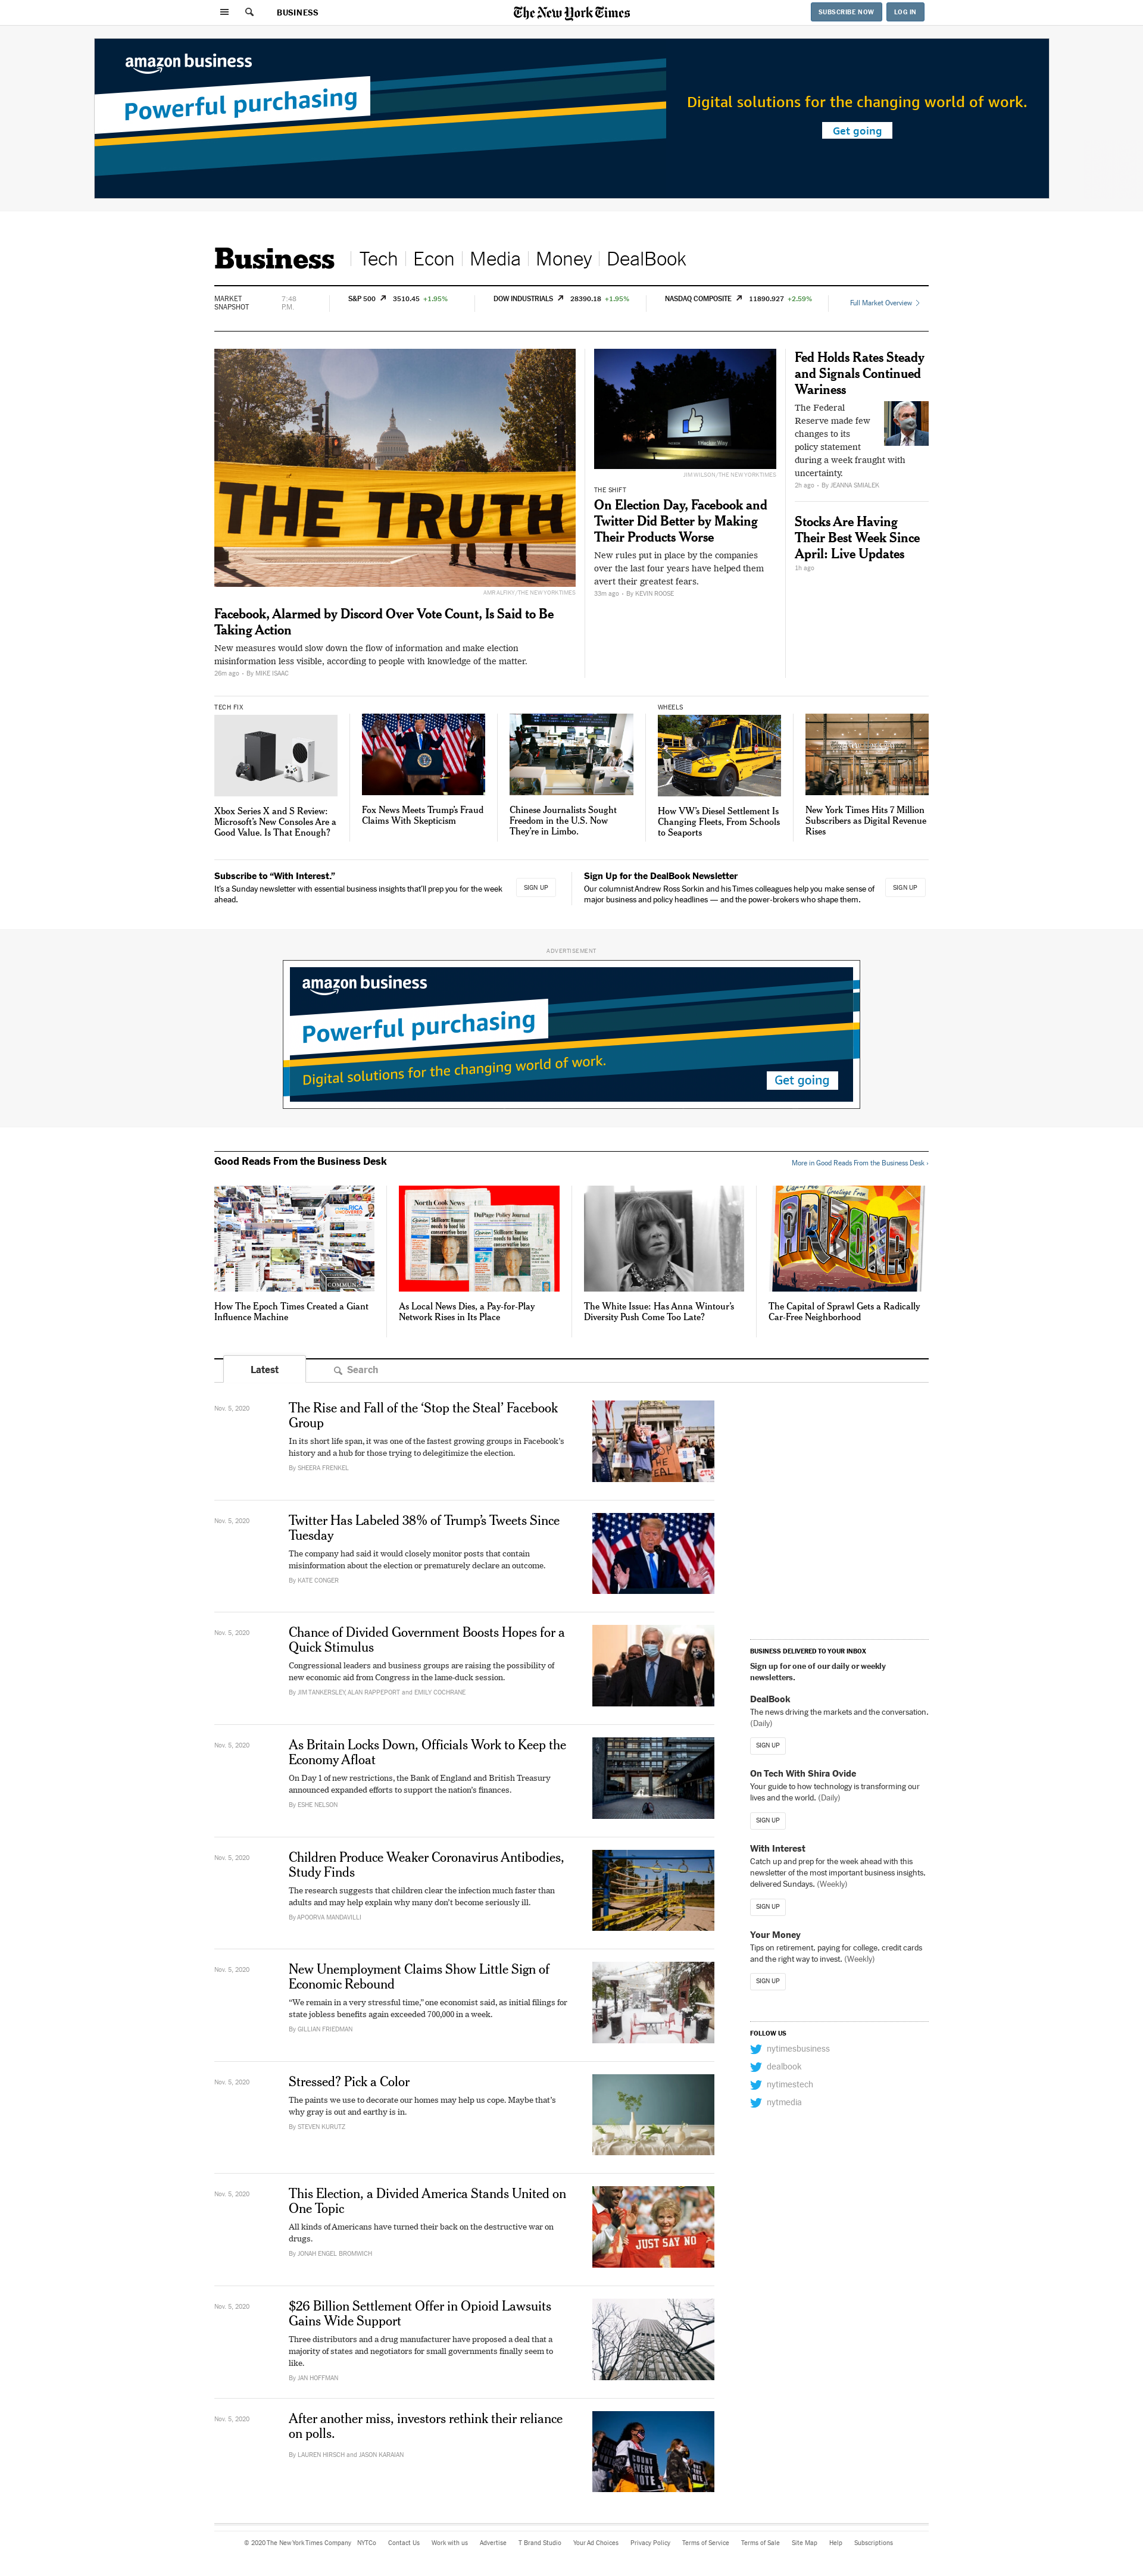 BUSINESS
The New York Times
SUBSCRIBE NOW
LOG IN
amazon business
Powerful purchasing
Digital solutions for the changing world of work.
Get going
Business
Tech
Econ
Media
Money
DealBook
MARKET
SNAPSHOT
7:48
P.M.
S&P 500 3510.45 +1.95%
DOW INDUSTRIALS 28390.18 +1.95%
NASDAQ COMPOSITE 11890.927 +2.59%
Full Market Overview
THE TRUTH
AMR ALFIKY/THE NEW YORK TIMES
Facebook, Alarmed by Discord Over Vote Count, Is Said to Be
Taking Action
New measures would slow down the flow of information and make election
misinformation less visible, according to people with knowledge of the matter.
26m ago • By MIKE ISAAC
1 Hacker Way
JIM WILSON/THE NEW YORK TIMES
THE SHIFT
On Election Day, Facebook and
Twitter Did Better by Making
Their Products Worse
New rules put in place by the companies
over the last four years have helped them
avert their greatest fears.
33m ago • By KEVIN ROOSE
Fed Holds Rates Steady
and Signals Continued
Wariness
The Federal
Reserve made few
changes to its
policy statement
during a week fraught with
uncertainty.
2h ago • By JEANNA SMIALEK
Stocks Are Having
Their Best Week Since
April: Live Updates
1h ago
TECH FIX
Xbox Series X and S Review:
Microsoft's New Consoles Are a
Good Value. Is That Enough?
Fox News Meets Trump's Fraud
Claims With Skepticism
Chinese Journalists Sought
Freedom in the U.S. Now
They're in Limbo.
WHEELS
How VW's Diesel Settlement Is
Changing Fleets, From Schools
to Seaports
New York Times Hits 7 Million
Subscribers as Digital Revenue
Rises
Subscribe to “With Interest.”
It's a Sunday newsletter with essential business insights that'll prep you for the week
ahead.
SIGN UP
Sign Up for the DealBook Newsletter
Our columnist Andrew Ross Sorkin and his Times colleagues help you make sense of
major business and policy headlines — and the power-brokers who shape them.
SIGN UP
ADVERTISEMENT
amazon business
Powerful purchasing
Digital solutions for the changing world of work.
Get going
Good Reads From the Business Desk
More in Good Reads From the Business Desk ›
COMMUNIS
How The Epoch Times Created a Giant
Influence Machine
North Cook News
DuPage Policy Journal
As Local News Dies, a Pay-for-Play
Network Rises in Its Place
The White Issue: Has Anna Wintour's
Diversity Push Come Too Late?
Greetings From
ARIZONA
The Capital of Sprawl Gets a Radically
Car-Free Neighborhood
Latest
Search
Nov. 5, 2020
The Rise and Fall of the ‘Stop the Steal’ Facebook
Group
In its short life span, it was one of the fastest growing groups in Facebook's
history and a hub for those trying to delegitimize the election.
By SHEERA FRENKEL
Nov. 5, 2020
Twitter Has Labeled 38% of Trump's Tweets Since
Tuesday
The company had said it would closely monitor posts that contain
misinformation about the election or prematurely declare an outcome.
By KATE CONGER
Nov. 5, 2020
Chance of Divided Government Boosts Hopes for a
Quick Stimulus
Congressional leaders and business groups are raising the possibility of
new economic aid from Congress in the lame-duck session.
By JIM TANKERSLEY, ALAN RAPPEPORT and EMILY COCHRANE
Nov. 5, 2020
As Britain Locks Down, Officials Work to Keep the
Economy Afloat
On Day 1 of new restrictions, the Bank of England and British Treasury
announced expanded efforts to support the nation's finances.
By ESHE NELSON
Nov. 5, 2020
Children Produce Weaker Coronavirus Antibodies,
Study Finds
The research suggests that children clear the infection much faster than
adults and may help explain why many don't become seriously ill.
By APOORVA MANDAVILLI
Nov. 5, 2020
New Unemployment Claims Show Little Sign of
Economic Rebound
“We remain in a very stressful time,” one economist said, as initial filings for
state jobless benefits again exceeded 700,000 in a week.
By GILLIAN FRIEDMAN
Nov. 5, 2020
Stressed? Pick a Color
The paints we use to decorate our homes may help us cope. Maybe that's
why gray is out and earthy is in.
By STEVEN KURUTZ
Nov. 5, 2020
This Election, a Divided America Stands United on
One Topic
All kinds of Americans have turned their back on the destructive war on
drugs.
By JONAH ENGEL BROMWICH
JUST SAY NO
1
Nov. 5, 2020
$26 Billion Settlement Offer in Opioid Lawsuits
Gains Wide Support
Three distributors and a drug manufacturer have proposed a deal that a
majority of states and negotiators for small governments finally seem to
like.
By JAN HOFFMAN
Nov. 5, 2020
After another miss, investors rethink their reliance
on polls.
By LAUREN HIRSCH and JASON KARAIAN
COUNT
EVERY
VOTE
BUSINESS DELIVERED TO YOUR INBOX
Sign up for one of our daily or weekly
newsletters.
DealBook
The news driving the markets and the conversation.
(Daily)
SIGN UP
On Tech With Shira Ovide
Your guide to how technology is transforming our
lives and the world. (Daily)
SIGN UP
With Interest
Catch up and prep for the week ahead with this
newsletter of the most important business insights,
delivered Sundays. (Weekly)
SIGN UP
Your Money
Tips on retirement, paying for college, credit cards
and the right way to invest. (Weekly)
SIGN UP
FOLLOW US
nytimesbusiness
dealbook
nytimestech
nytmedia
© 2020 The New York Times Company NYTCo Contact Us Work with us Advertise T Brand Studio Your Ad Choices Privacy Policy Terms of Service Terms of Sale Site Map Help Subscriptions